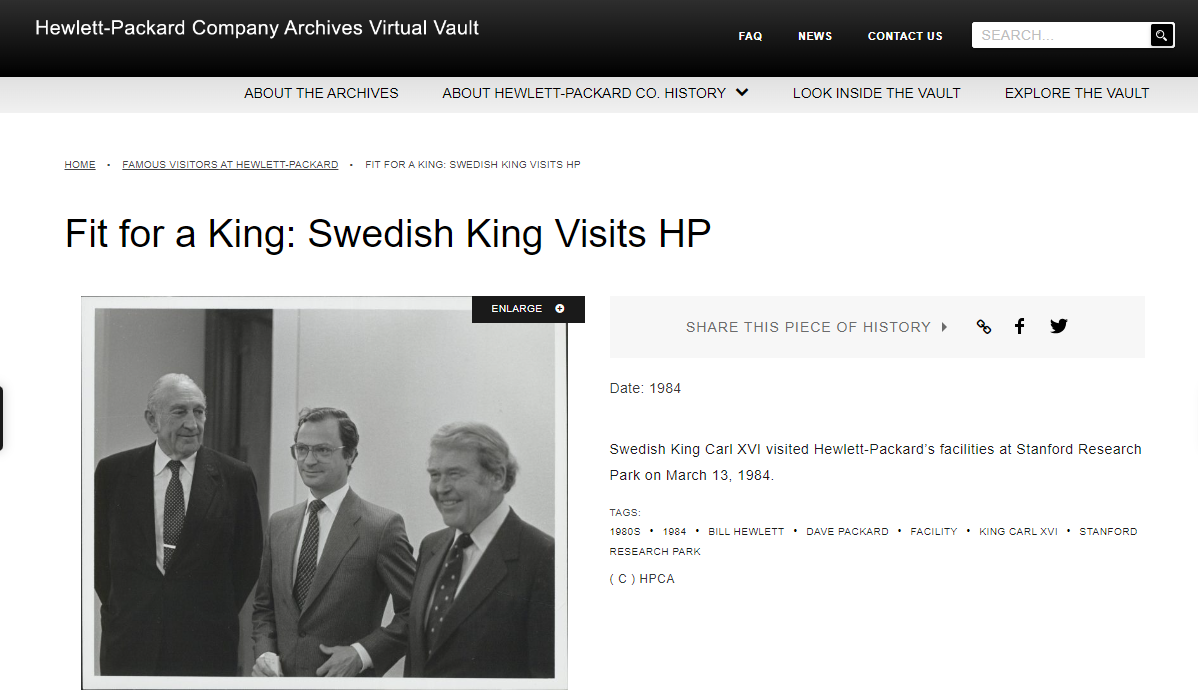 Hewlett-Packard Company Archives Virtual Vault
FAQ NEWS CONTACT US SEARCH...
ABOUT THE ARCHIVES ABOUT HEWLETT-PACKARD CO. HISTORY LOOK INSIDE THE VAULT EXPLORE THE VAULT
HOME • FAMOUS VISITORS AT HEWLETT-PACKARD • FIT FOR A KING: SWEDISH KING VISITS HP
Fit for a King: Swedish King Visits HP
ENLARGE
SHARE THIS PIECE OF HISTORY
Date: 1984
Swedish King Carl XVI visited Hewlett-Packard’s facilities at Stanford Research
Park on March 13, 1984.
TAGS:
1980S • 1984 • BILL HEWLETT • DAVE PACKARD • FACILITY • KING CARL XVI • STANFORD
RESEARCH PARK
( C ) HPCA